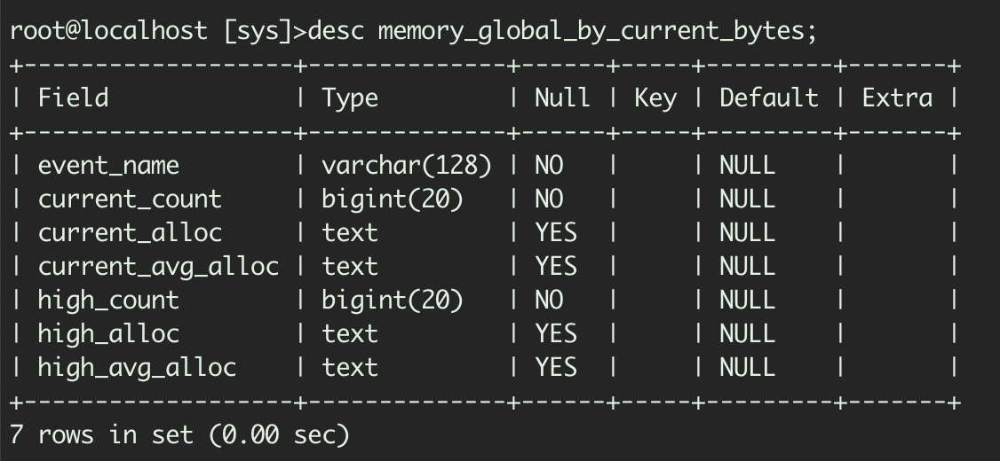 root@localhost [sys]>desc memory_global_by_current_bytes;
+-------------------+--------------+------+-----+---------+-------+
| Field             | Type         | Null | Key | Default | Extra |
+-------------------+--------------+------+-----+---------+-------+
| event_name        | varchar(128) | NO   |     | NULL    |       |
| current_count     | bigint(20)   | NO   |     | NULL    |       |
| current_alloc     | text         | YES  |     | NULL    |       |
| current_avg_alloc | text         | YES  |     | NULL    |       |
| high_count        | bigint(20)   | NO   |     | NULL    |       |
| high_alloc        | text         | YES  |     | NULL    |       |
| high_avg_alloc    | text         | YES  |     | NULL    |       |
+-------------------+--------------+------+-----+---------+-------+
7 rows in set (0.00 sec)